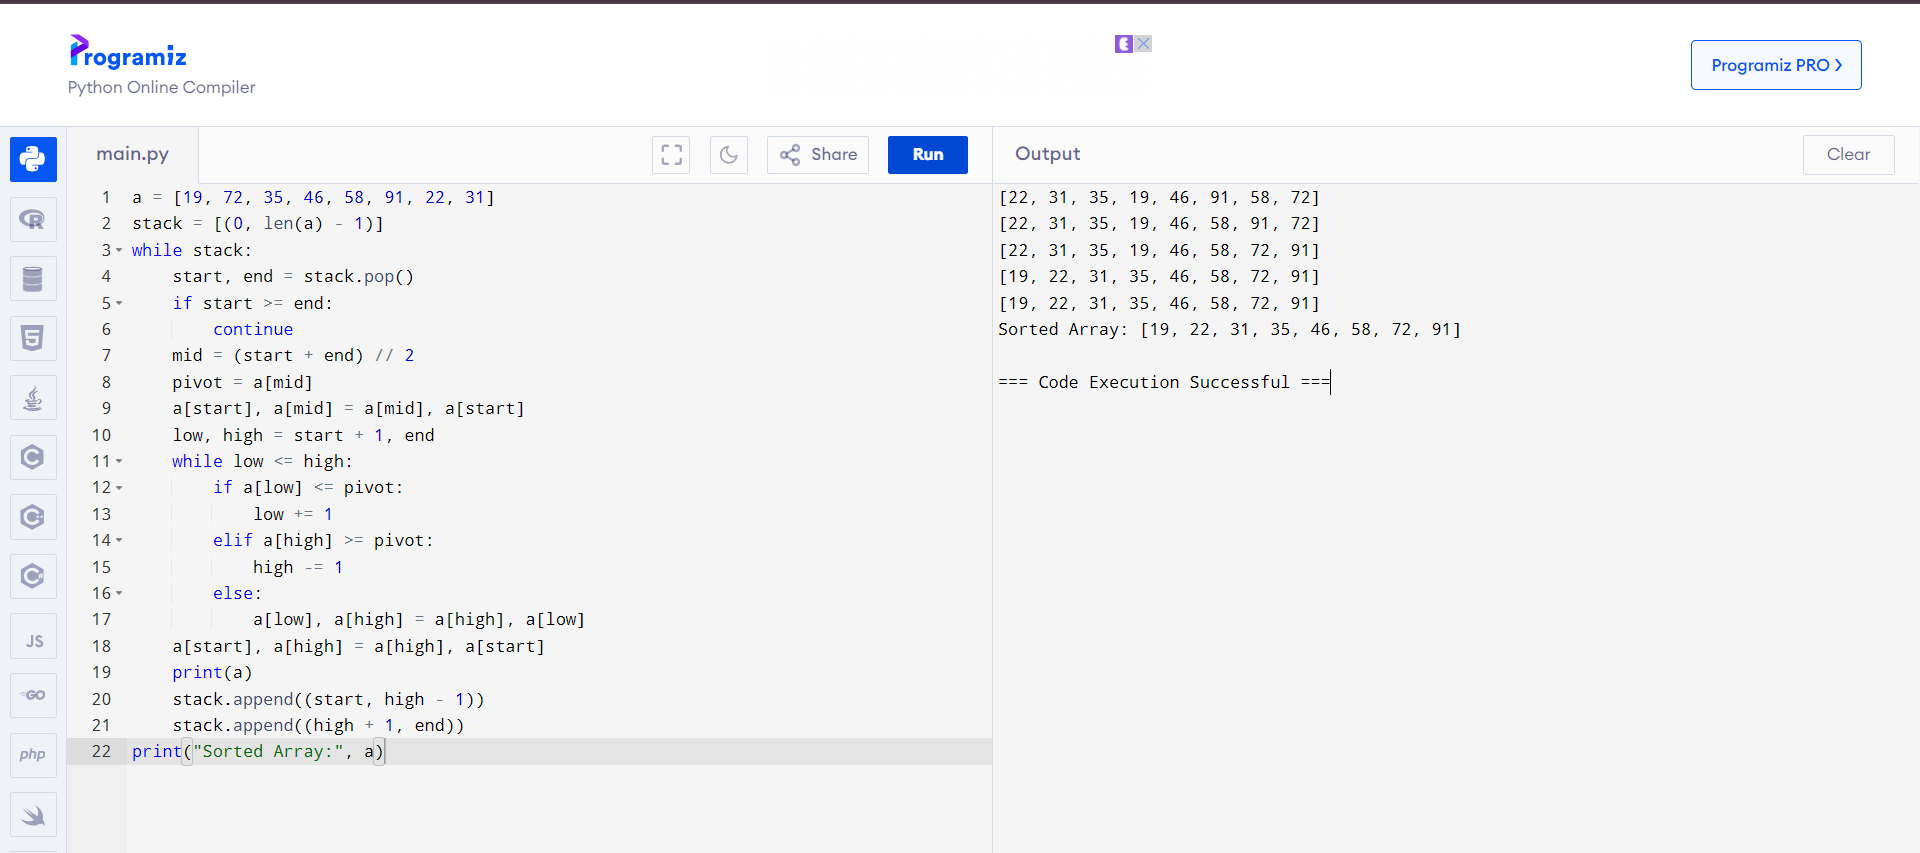 Programiz
Python Online Compiler
Programiz PRO
main.py
Share
Run
Output
Clear
1 a = [19, 72, 35, 46, 58, 91, 22, 31]
2 stack = [(0, len(a) - 1)]
3 while stack:
4     start, end = stack.pop()
5     if start >= end:
6         continue
7     mid = (start + end) // 2
8     pivot = a[mid]
9     a[start], a[mid] = a[mid], a[start]
10     low, high = start + 1, end
11     while low <= high:
12         if a[low] <= pivot:
13             low += 1
14         elif a[high] >= pivot:
15             high -= 1
16         else:
17             a[low], a[high] = a[high], a[low]
18     a[start], a[high] = a[high], a[start]
19     print(a)
20     stack.append((start, high - 1))
21     stack.append((high + 1, end))
22 print("Sorted Array:", a)
[22, 31, 35, 19, 46, 91, 58, 72]
[22, 31, 35, 19, 46, 58, 91, 72]
[22, 31, 35, 19, 46, 58, 72, 91]
[19, 22, 31, 35, 46, 58, 72, 91]
[19, 22, 31, 35, 46, 58, 72, 91]
Sorted Array: [19, 22, 31, 35, 46, 58, 72, 91]
=== Code Execution Successful ===
R
5
C
C
C
JS
GO
php